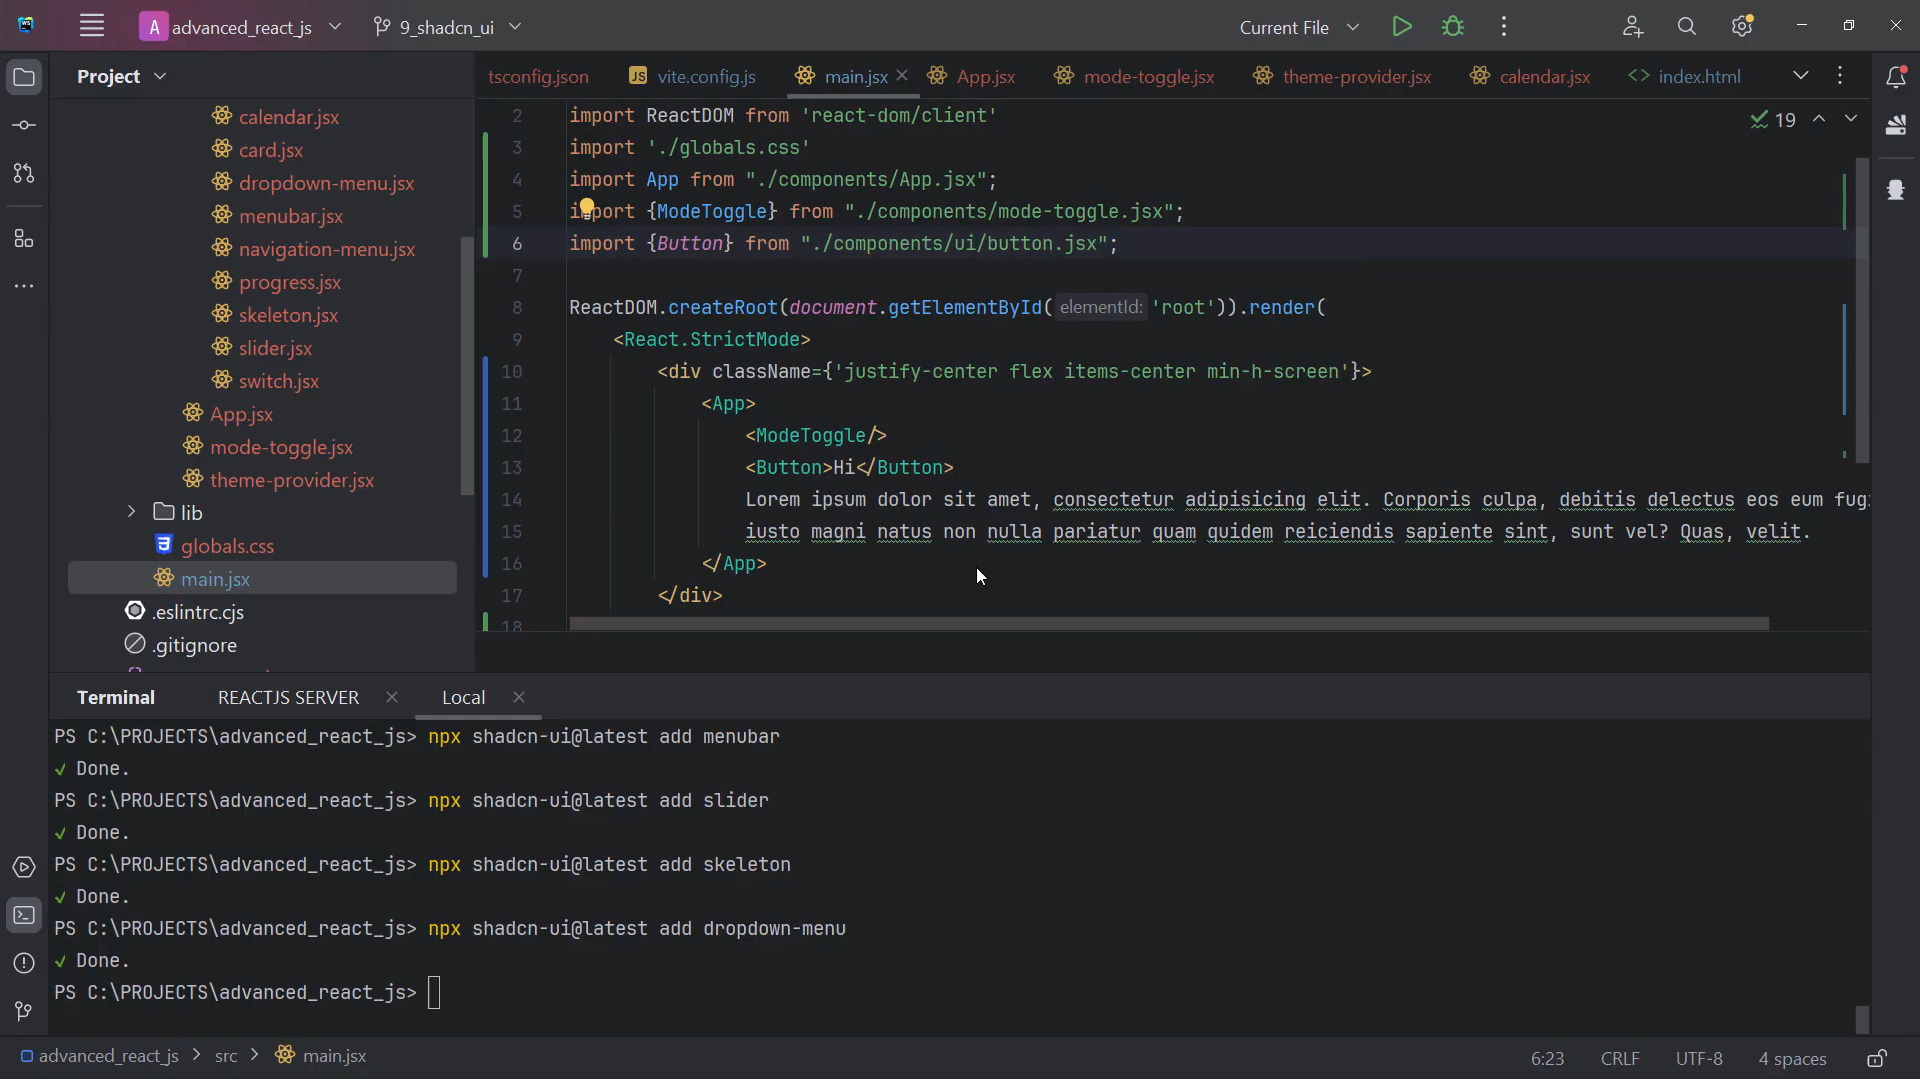 WS
A advanced_react_js
9_shadcn_ui
Current File
Project
tsconfig.json
JS vite.config.js
main.jsx
App.jsx
mode-toggle.jsx
theme-provider.jsx
calendar.jsx
<> index.html
calendar.jsx
card.jsx
dropdown-menu.jsx
menubar.jsx
navigation-menu.jsx
progress.jsx
skeleton.jsx
slider.jsx
switch.jsx
App.jsx
mode-toggle.jsx
theme-provider.jsx
lib
globals.css
main.jsx
.eslintrc.cjs
.gitignore
19
2 import ReactDOM from 'react-dom/client'
3 import './globals.css'
4 import App from "./components/App.jsx";
5 import {ModeToggle} from "./components/mode-toggle.jsx";
6 import {Button} from "./components/ui/button.jsx";
7
8 ReactDOM.createRoot(document.getElementById( elementId: 'root')).render(
9 <React.StrictMode>
10 <div className={'justify-center flex items-center min-h-screen'}>
11 <App>
12 <ModeToggle/>
13 <Button>Hi</Button>
14 Lorem ipsum dolor sit amet, consectetur adipisicing elit. Corporis culpa, debitis delectus eos eum fug
15 iusto magni natus non nulla pariatur quam quidem reiciendis sapiente sint, sunt vel? Quas, velit.
16 </App>
17 </div>
18
Terminal
REACTJS SERVER
Local
PS C:\PROJECTS\advanced_react_js> npx shadcn-ui@latest add menubar
✓ Done.
PS C:\PROJECTS\advanced_react_js> npx shadcn-ui@latest add slider
✓ Done.
PS C:\PROJECTS\advanced_react_js> npx shadcn-ui@latest add skeleton
✓ Done.
PS C:\PROJECTS\advanced_react_js> npx shadcn-ui@latest add dropdown-menu
✓ Done.
PS C:\PROJECTS\advanced_react_js>
advanced_react_js > src > main.jsx
6:23
CRLF
UTF-8
4 spaces